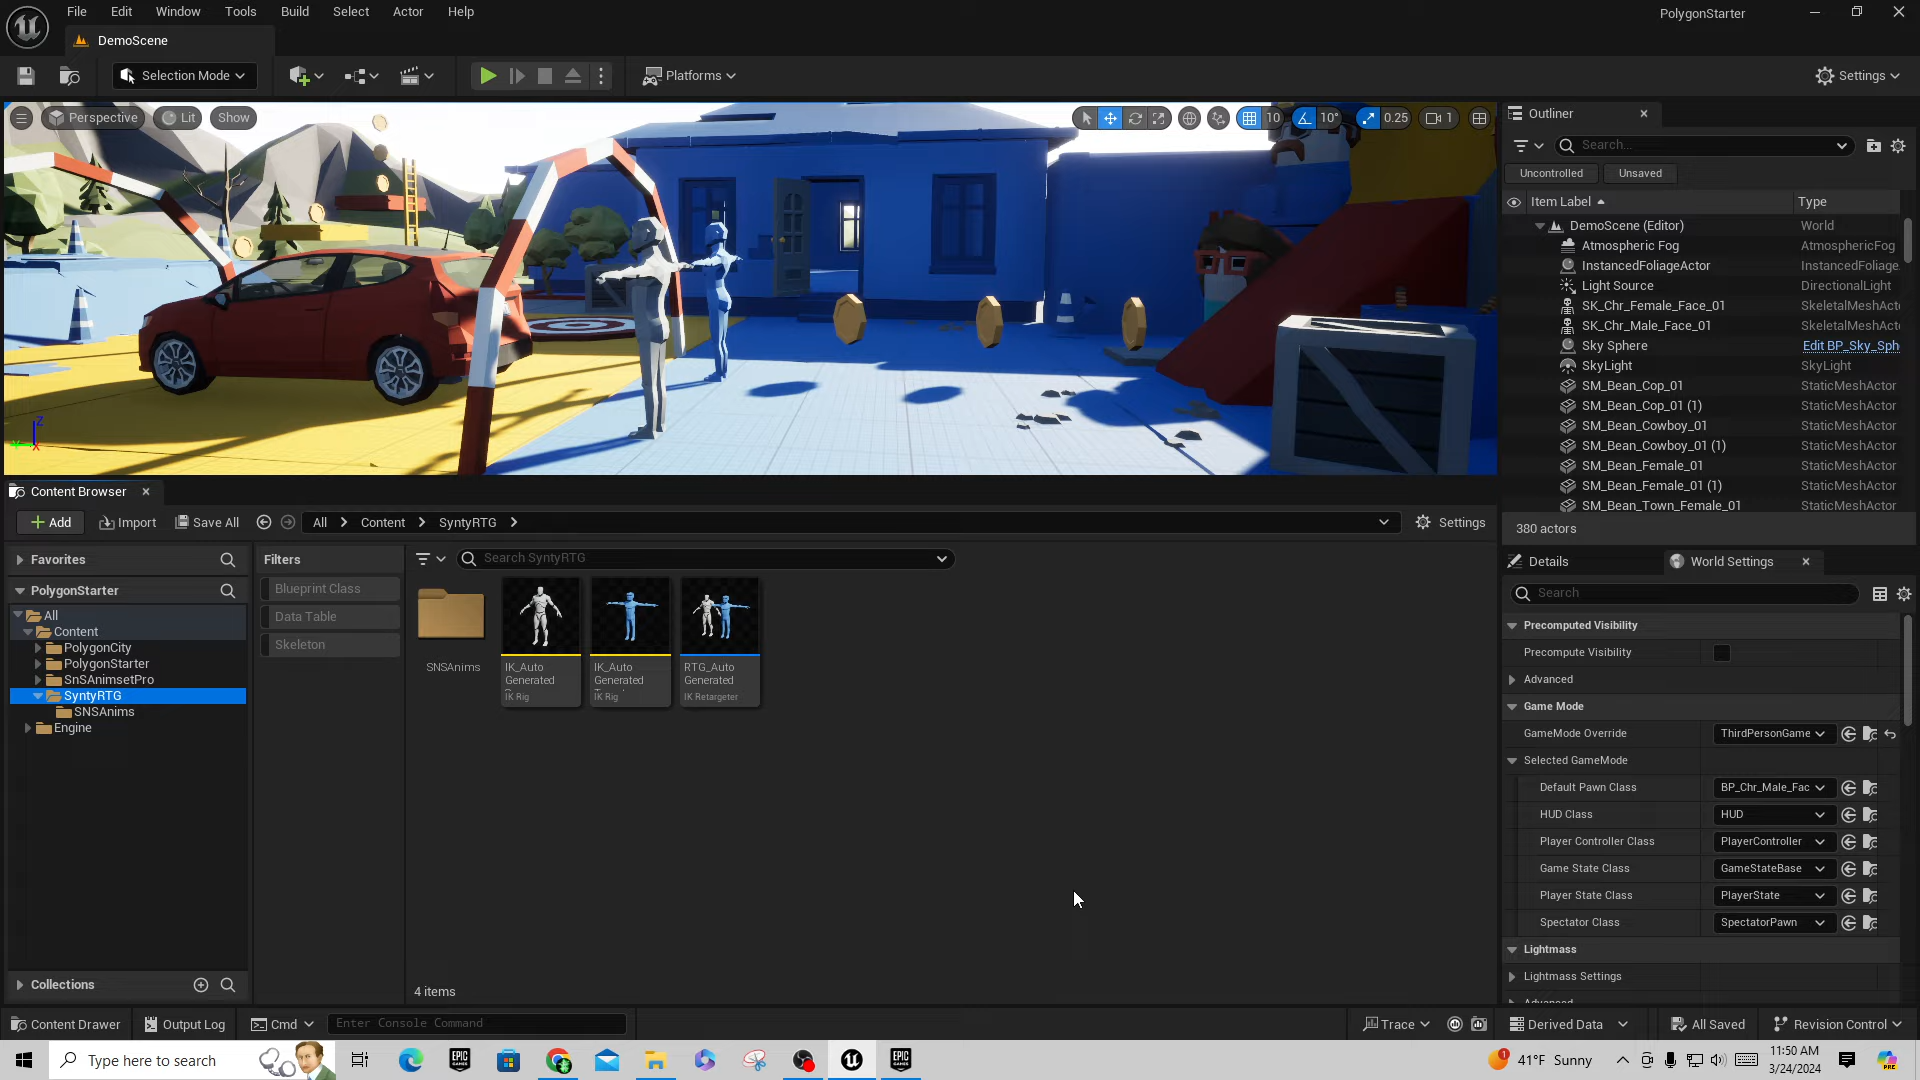 File Edit Window Tools Build Select Actor Help
PolygonStarter
DemoScene
Selection Mode
Platforms
Settings
Perspective Lit Show
10 10° 0.25 1
Outliner
Search...
Uncontrolled Unsaved
Item Label Type
DemoScene (Editor) World
Atmospheric Fog AtmosphericFog
InstancedFoliageActor InstancedFoliage
Light Source DirectionalLight
SK_Chr_Female_Face_01 SkeletalMeshActo
SK_Chr_Male_Face_01 SkeletalMeshActo
Sky Sphere Edit BP_Sky_Sph
SkyLight SkyLight
SM_Bean_Cop_01 StaticMeshActor
SM_Bean_Cop_01 (1) StaticMeshActor
SM_Bean_Cowboy_01 StaticMeshActor
SM_Bean_Cowboy_01 (1) StaticMeshActor
SM_Bean_Female_01 StaticMeshActor
SM_Bean_Female_01 (1) StaticMeshActor
SM_Bean_Town_Female_01 StaticMeshActor
380 actors
Content Browser
Add Import Save All All Content SyntyRTG Settings
Favorites
PolygonStarter
All
Content
PolygonCity
PolygonStarter
SnSAnimsetPro
SyntyRTG
SNSAnims
Engine
Collections
Filters
Blueprint Class
Data Table
Skeleton
Search SyntyRTG
SNSAnims
IK_Auto
Generated
IK Rig
IK_Auto
Generated
IK Rig
RTG_Auto
Generated
IK Retargeter
4 items
Details World Settings
Search
Precomputed Visibility
Precompute Visibility
Advanced
Game Mode
GameMode Override ThirdPersonGame
Selected GameMode
Default Pawn Class BP_Chr_Male_Fac
HUD Class HUD
Player Controller Class PlayerController
Game State Class GameStateBase
Player State Class PlayerState
Spectator Class SpectatorPawn
Lightmass
Lightmass Settings
Advanced
Content Drawer Output Log Cmd Enter Console Command
Trace Derived Data All Saved Revision Control
Type here to search
EPIC GAMES
EPIC GAMES
1 41°F Sunny
11:50 AM
3/24/2024
PRE